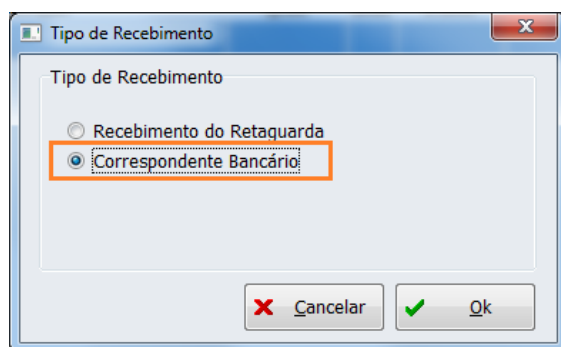 Tipo de Recebimento
Tipo de Recebimento
Recebimento do Retaguarda
Correspondente Bancário
Cancelar
Ok